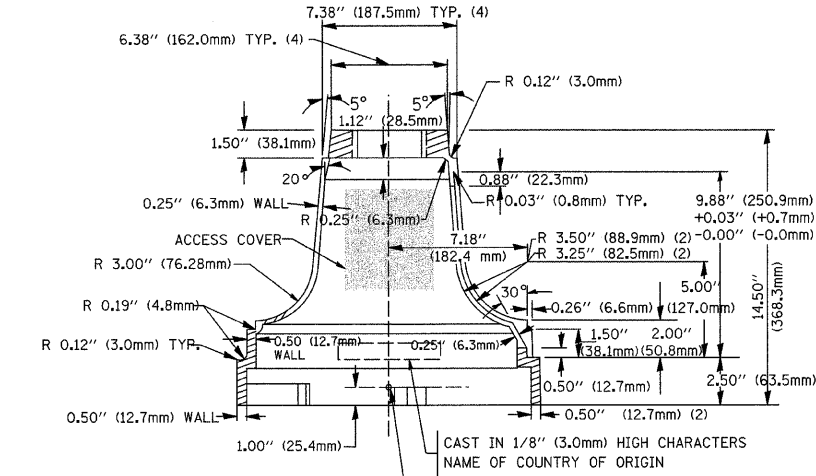 7.38" (187.5mm) TYP. (4)
6.38" (162.0mm) TYP. (4)
R 0.12" (3.0mm)
5°
5°
1.12" (28.5mm)
1.50" (38.1mm)
20°
0.88" (22.3mm)
0.25" (6.3mm) WALL
R 0.03" (0.8mm) TYP.
9.88" (250.9mm)
+0.03" (+0.7mm)
-0.00" (-0.0mm)
R 0.25" (6.3mm)
ACCESS COVER
7.18"
(182.4 mm)
R 3.50" (88.9mm) (2)
R 3.25" (82.5mm) (2)
R 3.00" (76.28mm)
14.50"
(368.3mm)
5.00"
(127.0mm)
30°
0.26" (6.6mm)
R 0.19" (4.8mm)
R 0.12" (3.0mm) TYP.
0.50 (12.7mm)
WALL
0.25" (6.3mm)
1.50"
(38.1mm)
2.00"
(50.8mm)
0.50" (12.7mm)
2.50" (63.5mm)
0.50" (12.7mm) WALL
0.50" (12.7mm) (2)
1.00" (25.4mm)
CAST IN 1/8" (3.0mm) HIGH CHARACTERS
NAME OF COUNTRY OF ORIGIN